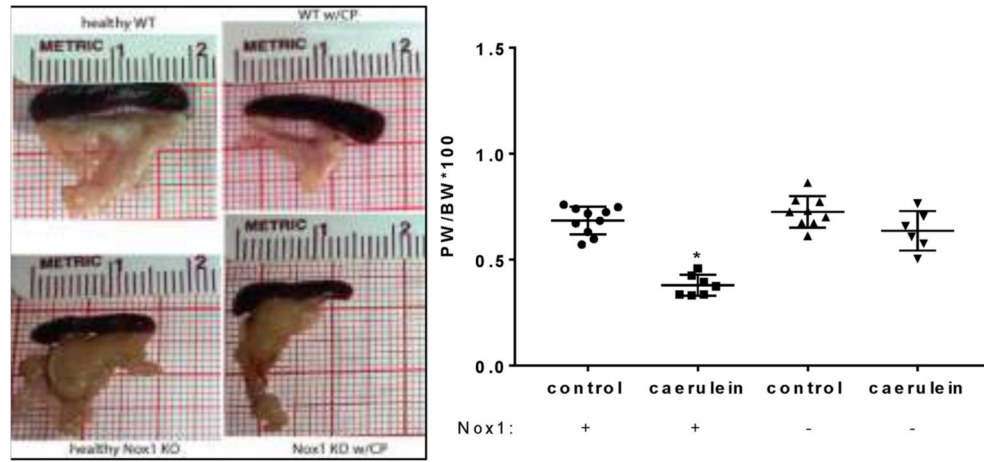 healthy WT
WT w/CP
METRIC 1 2
METRIC 1 2
METRIC 1 2
METRIC 1 2
healthy Nox1 KO
Nox1 KO w/CP
PW/BW*100
1.5
1.0
0.5
0.0
*
control caerulein control caerulein
Nox1: + + - -